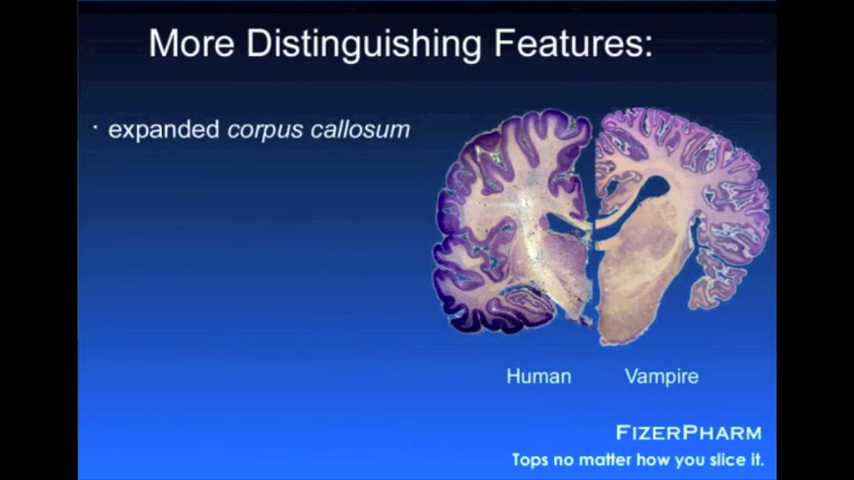 More Distinguishing Features:
· expanded corpus callosum
Human Vampire
FIZERPHARM
Tops no matter how you slice it.